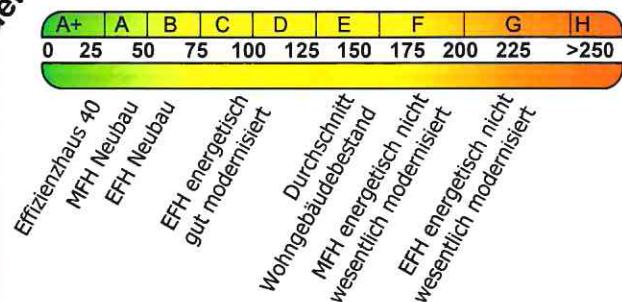 A+ A B C D E F G H
0 25 50 75 100 125 150 175 200 225 >250
Effizienzhaus 40
MFH Neubau
EFH Neubau
EFH energetisch
gut modernisiert
Durchschnitt
Wohngebäudebestand
MFH energetisch nicht
wesentlich modernisiert
EFH energetisch nicht
wesentlich modernisiert